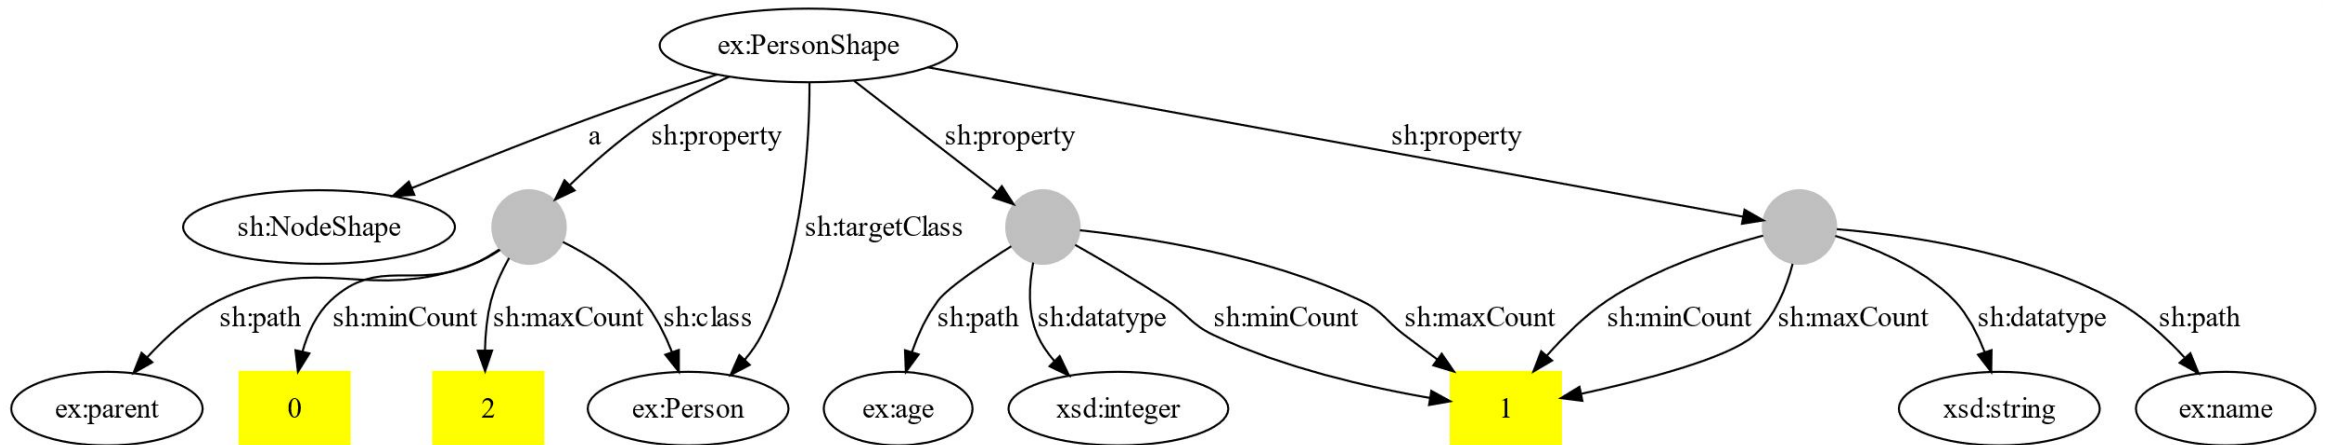 ex:PersonShape
a
sh:property
sh:property
sh:property
sh:NodeShape
sh:targetClass
sh:path
sh:minCount
sh:maxCount
sh:class
sh:path
sh:datatype
sh:minCount
sh:maxCount
sh:minCount
sh:maxCount
sh:datatype
sh:path
ex:parent
0
2
ex:Person
ex:age
xsd:integer
1
xsd:string
ex:name